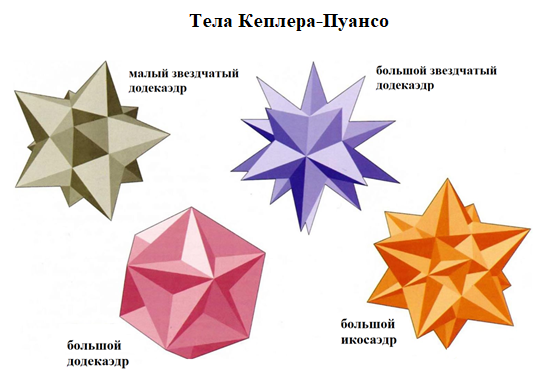 Тела Кеплера-Пуансо
малый звездчатый
додекаэдр
большой звездчатый
додекаэдр
большой
додекаэдр
большой
икосаэдр